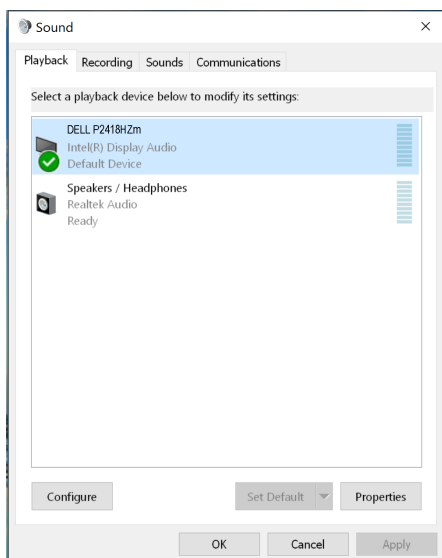 Sound
Playback Recording Sounds Communications
Select a playback device below to modify its settings:
DELL P2418HZm
Intel(R) Display Audio
Default Device
Speakers / Headphones
Realtek Audio
Ready
Configure Set Default Properties
OK Cancel Apply